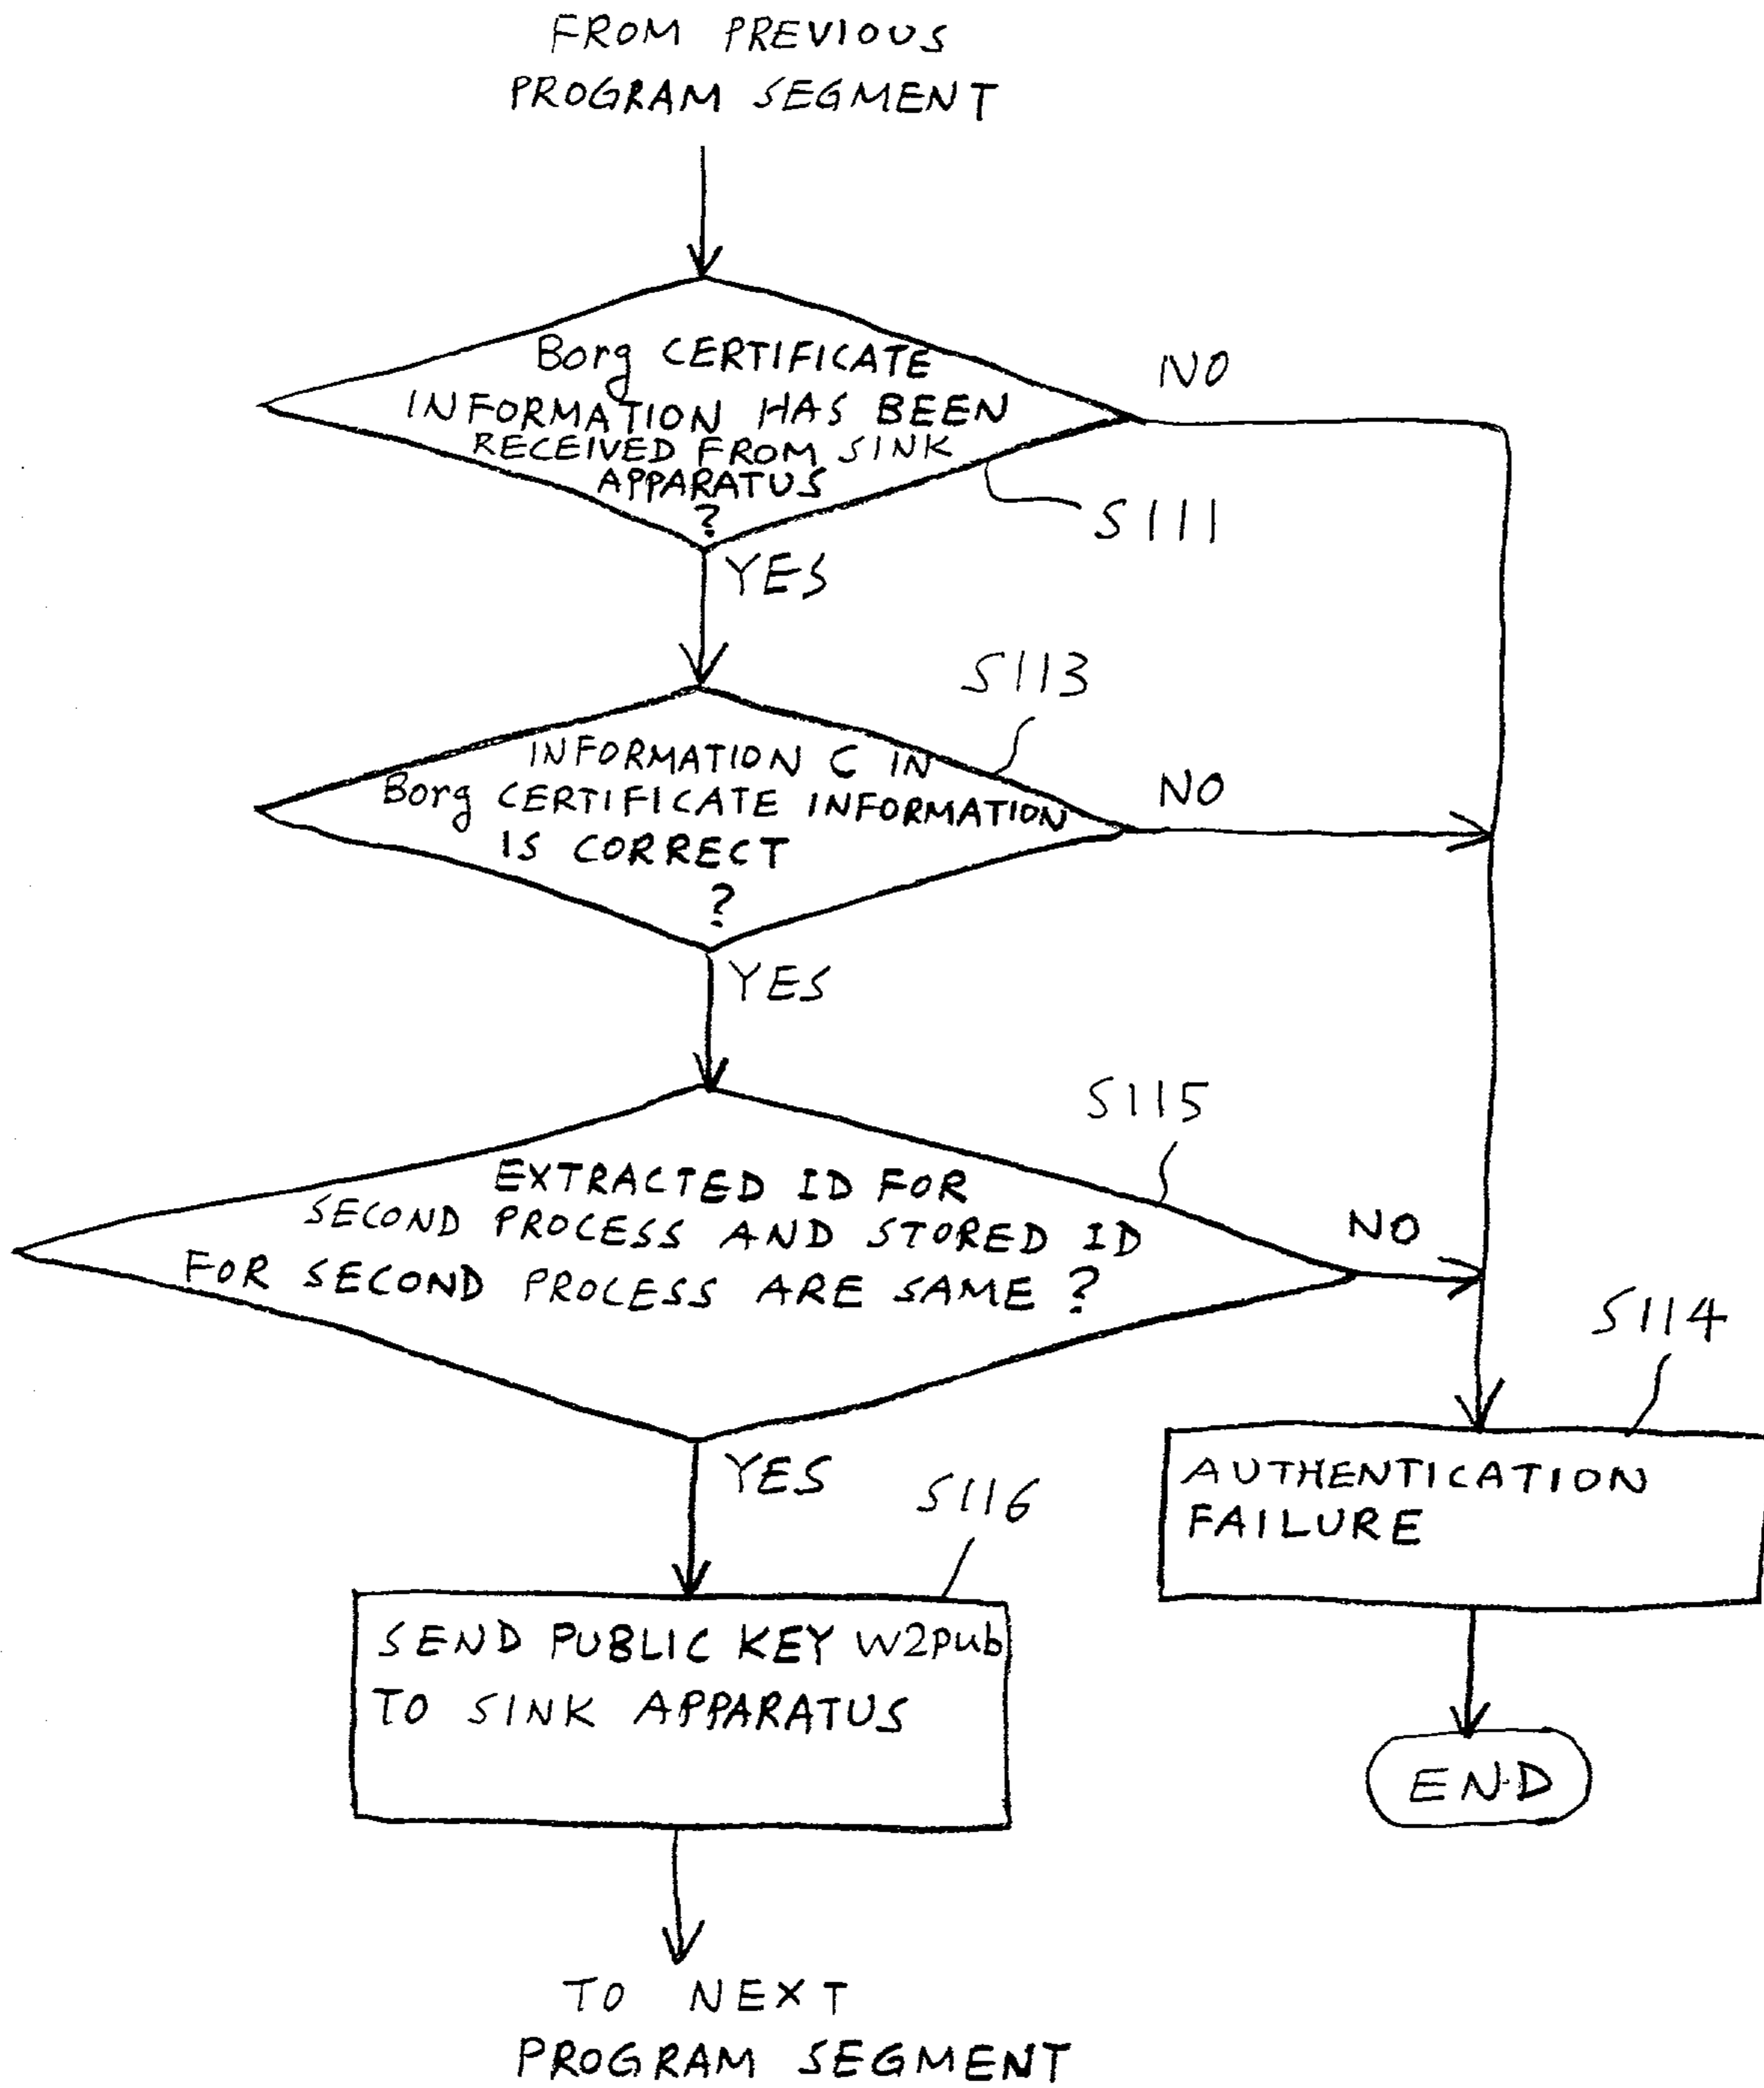 FROM PREVIOUS
PROGRAM SEGMENT
Borg CERTIFICATE
INFORMATION HAS BEEN
RECEIVED FROM SINK
APPARATUS
?
NO
S111
YES
S113
INFORMATION C IN
Borg CERTIFICATE INFORMATION
IS CORRECT
?
NO
YES
S115
EXTRACTED ID FOR
SECOND PROCESS AND STORED ID
FOR SECOND PROCESS ARE SAME ?
NO
S114
AUTHENTICATION
FAILURE
YES
S116
SEND PUBLIC KEY w2pub
TO SINK APPARATUS
END
TO NEXT
PROGRAM SEGMENT